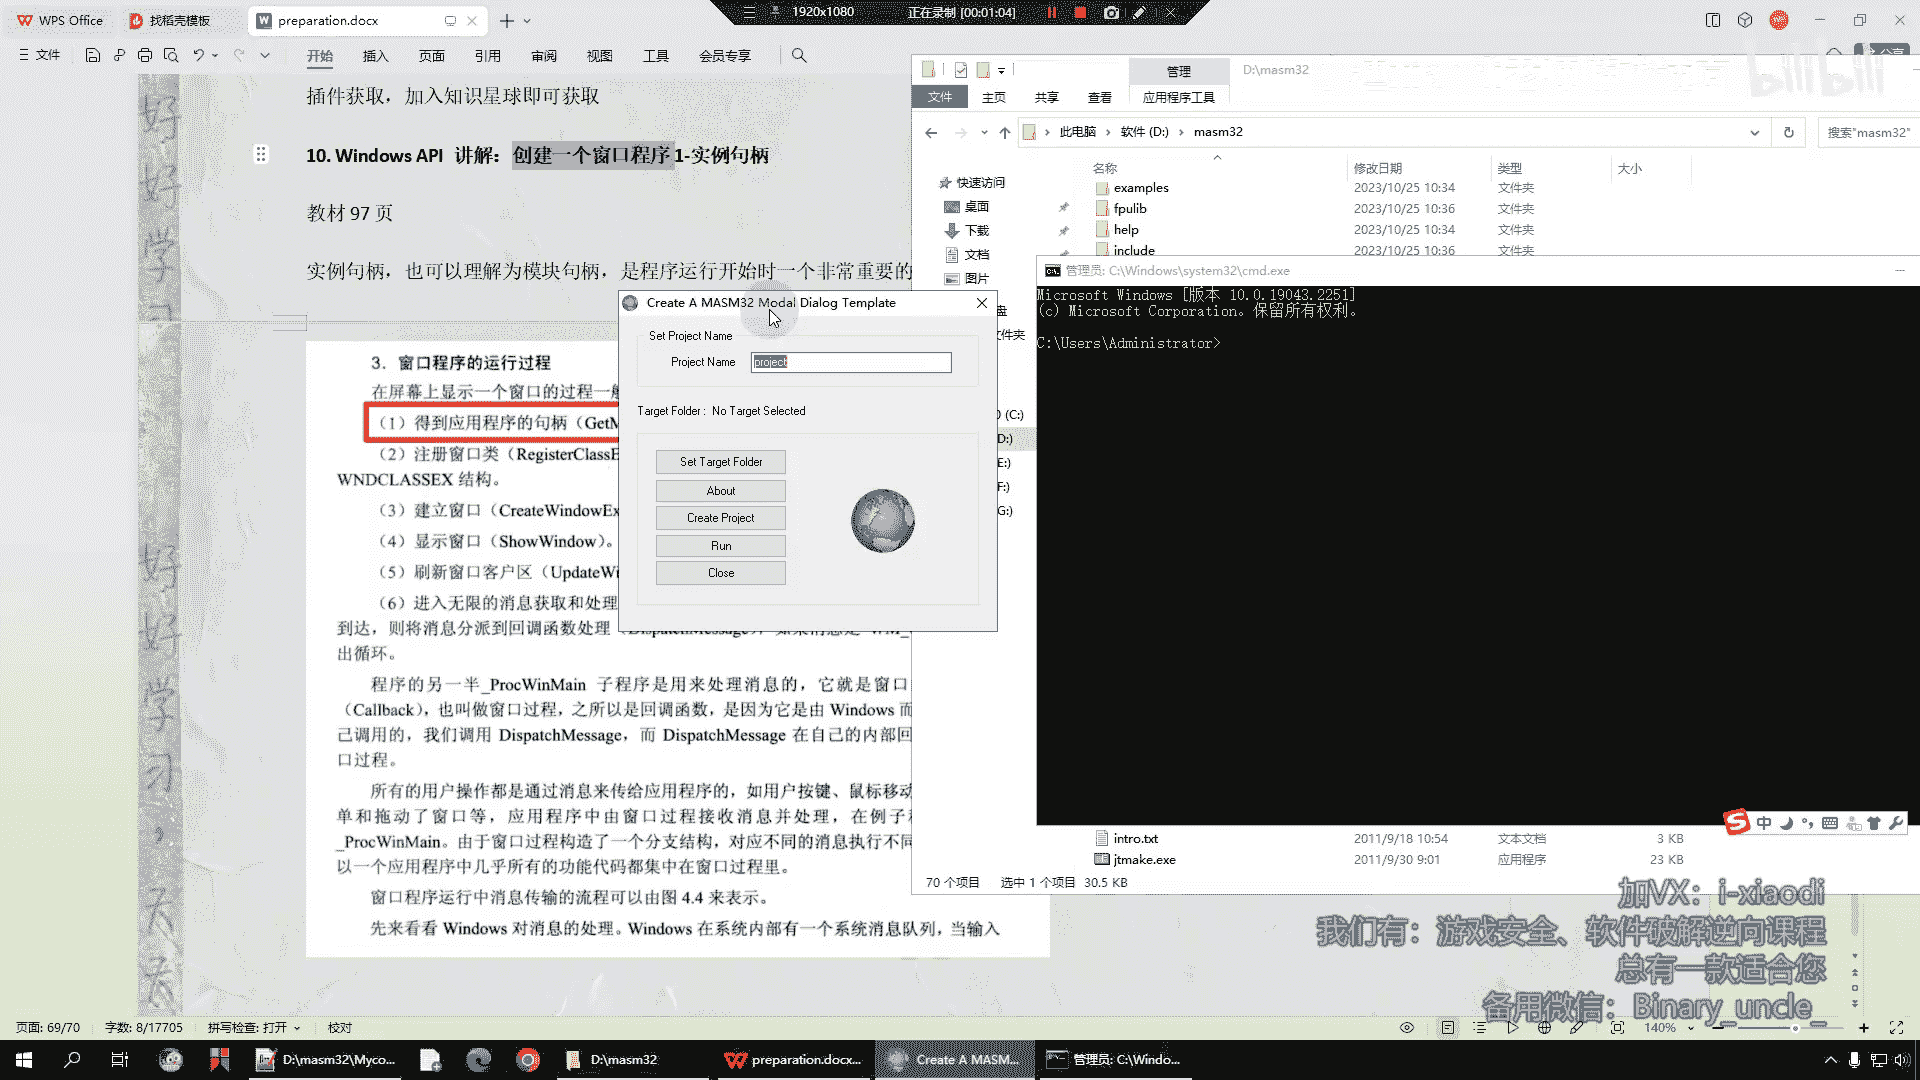 WPS Office
找稻壳模板
preparation.docx
1920x1080
正在录制 [00:01:04]
文件
开始
插入
页面
引用
审阅
视图
工具
会员专享
bilibili
插件获取，加入知识星球即可获取
10. Windows API 讲解：创建一个窗口程序 1-实例句柄
教材 97 页
实例句柄，也可以理解为模块句柄，是程序运行开始时一个非常重要的
3．窗口程序的运行过程
在屏幕上显示一个窗口的过程一般
（1）得到应用程序的句柄（GetM
（2）注册窗口类（RegisterClassE
WNDCLASSEX 结构。
（3）建立窗口（CreateWindowEx
（4）显示窗口（ShowWindow）。
（5）刷新窗口客户区（UpdateWi
（6）进入无限的消息获取和处理
到达，则将消息分派到回调函数处理（DispatchMessage），如果消息是 WM_
出循环。
程序的另一半_ProcWinMain 子程序是用来处理消息的，它就是窗口
（Callback），也叫做窗口过程，之所以是回调函数，是因为它是由 Windows 而
己调用的，我们调用 DispatchMessage，而 DispatchMessage 在自己的内部回
口过程。
所有的用户操作都是通过消息来传给应用程序的，如用户按键、鼠标移动
单和拖动了窗口等，应用程序中由窗口过程接收消息并处理，在例子
_ProcWinMain。由于窗口过程构造了一个分支结构，对应不同的消息执行不同
以一个应用程序中几乎所有的功能代码都集中在窗口过程里。
窗口程序运行中消息传输的流程可以由图 4.4 来表示。
先来看看 Windows 对消息的处理。Windows 在系统内部有一个系统消息队列，当输入
Create A MASM32 Modal Dialog Template
Set Project Name
Project Name
project
Target Folder : No Target Selected
Set Target Folder
About
Create Project
Run
Close
管理
D:\masm32
文件
主页
共享
查看
应用程序工具
此电脑
软件 (D:)
masm32
搜索"masm32"
名称
修改日期
类型
大小
快速访问
桌面
下载
文档
图片
盘
文件夹
(C:)
D:)
E:)
F:)
G:)
examples
2023/10/25 10:34
文件夹
fpulib
2023/10/25 10:36
文件夹
help
2023/10/25 10:34
文件夹
include
2023/10/25 10:36
文件夹
管理员: C:\Windows\system32\cmd.exe
Microsoft Windows [版本 10.0.19043.2251]
(c) Microsoft Corporation。保留所有权利。
C:\Users\Administrator>
中
intro.txt
2011/9/18 10:54
文本文档
3 KB
jtmake.exe
2011/9/30 9:01
应用程序
23 KB
70 个项目
选中 1 个项目 30.5 KB
加VX：i-xiaodi
我们有：游戏安全、软件破解逆向课程
总有一款适合您
备用微信：Binary_uncle_
好好学习
好好学习，天
页面: 69/70
字数: 8/17705
拼写检查: 打开
校对
140%
D:\masm32\Myco...
D:\masm32
preparation.docx...
Create A MASM...
管理员: C:\Windo...